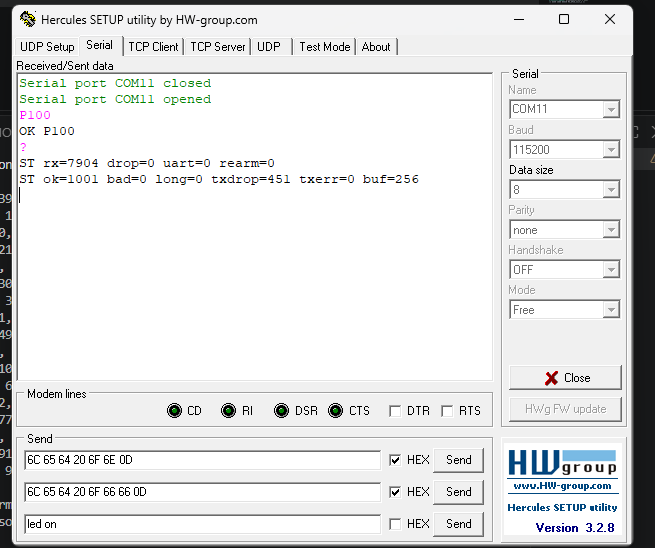 Hercules SETUP utility by HW-group.com
UDP Setup Serial TCP Client TCP Server UDP Test Mode About
Received/Sent data
Serial port COM11 closed
Serial port COM11 opened
P100
OK P100
?
ST rx=7904 drop=0 uart=0 rearm=0
ST ok=1001 bad=0 long=0 txdrop=451 txerr=0 buf=256
Serial
Name
COM11
Baud
115200
Data size
8
Parity
none
Handshake
OFF
Mode
Free
Close
HWg FW update
Modem lines
CD RI DSR CTS DTR RTS
Send
6C 65 64 20 6F 6E 0D HEX Send
6C 65 64 20 6F 66 66 0D HEX Send
led on HEX Send
HWgroup
www.HW-group.com
Hercules SETUP utility
Version 3.2.8